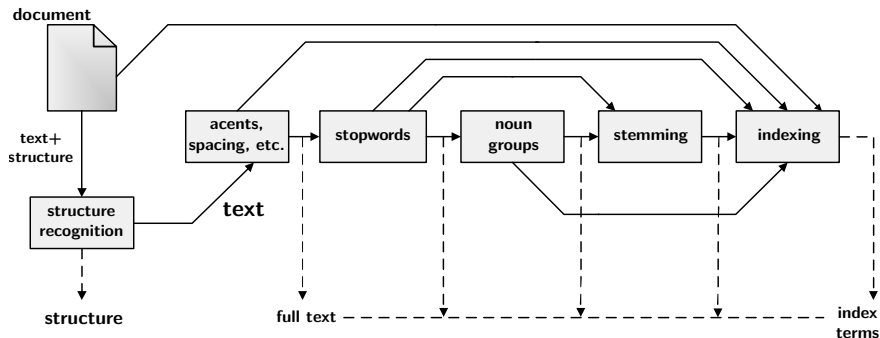 document
text+
structure
acents,
spacing, etc.
stopwords
noun
groups
stemming
indexing
structure
recognition
text
structure
full text
index
terms